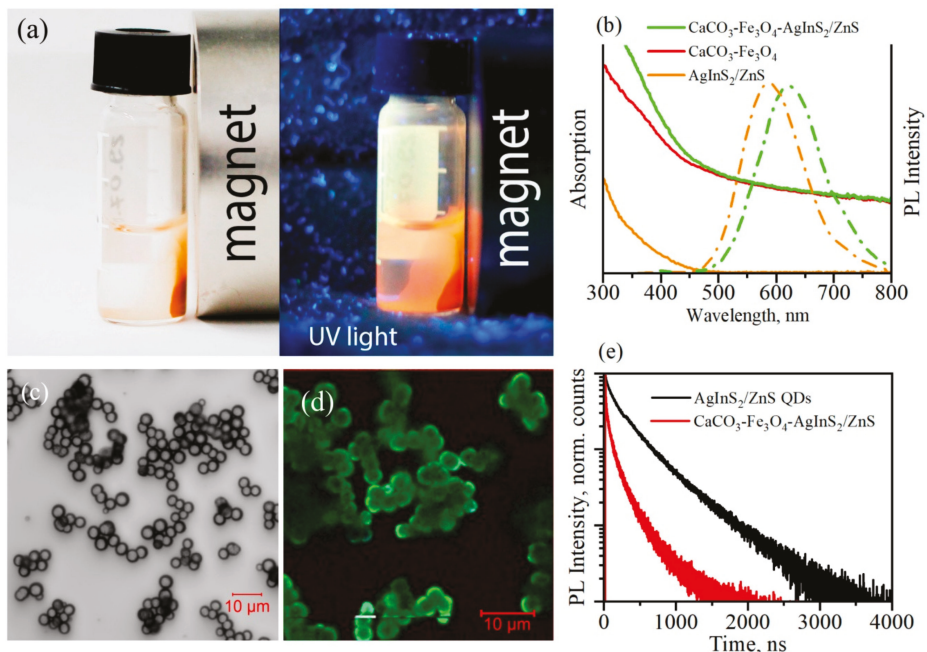 (a)
magnet
magnet
UV light
(b)
CaCO₃-Fe₃O₄-AgInS₂/ZnS
CaCO₃-Fe₃O₄
AgInS₂/ZnS
Absorption
PL Intensity
300 400 500 600 700 800
Wavelength, nm
(c)
10 µm
(d)
10 µm
(e)
AgInS₂/ZnS QDs
CaCO₃-Fe₃O₄-AgInS₂/ZnS
PL Intensity, norm. counts
0 1000 2000 3000 4000
Time, ns